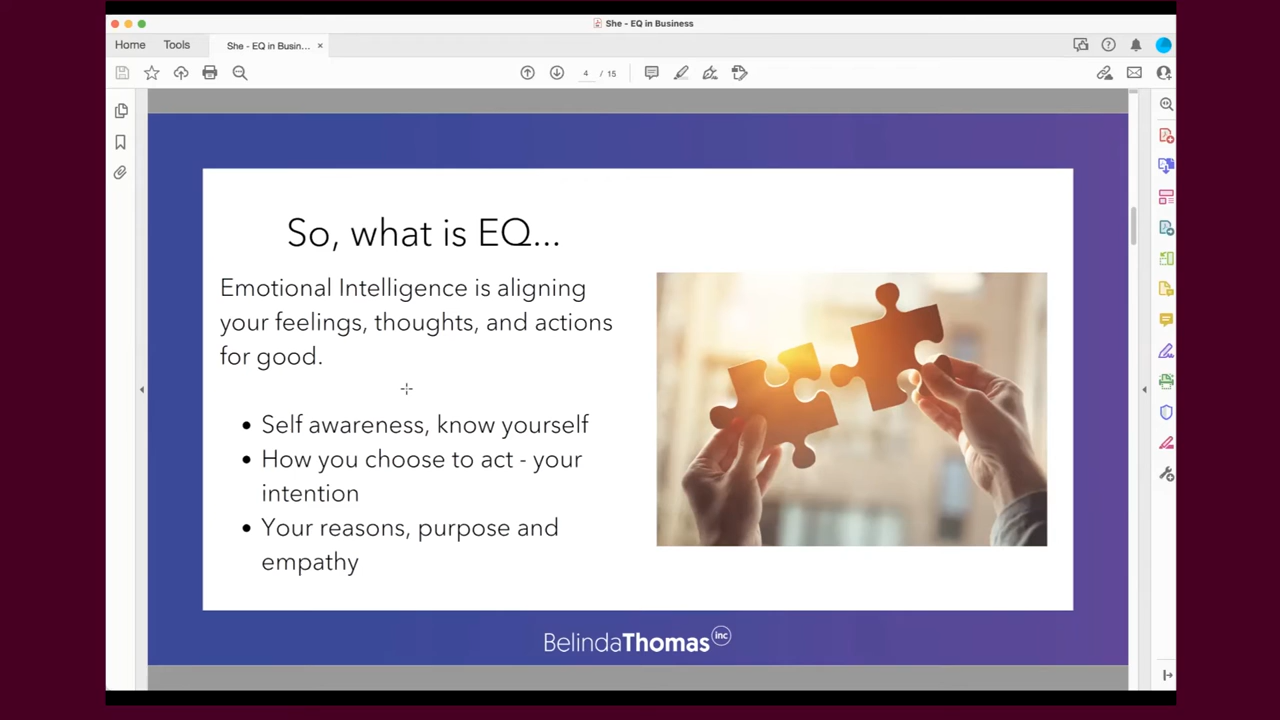 She - EQ in Business
Home Tools She - EQ in Busin... ×
4 / 15
So, what is EQ...
Emotional Intelligence is aligning
your feelings, thoughts, and actions
for good.
Self awareness, know yourself
How you choose to act - your
intention
Your reasons, purpose and
empathy
BelindaThomas inc